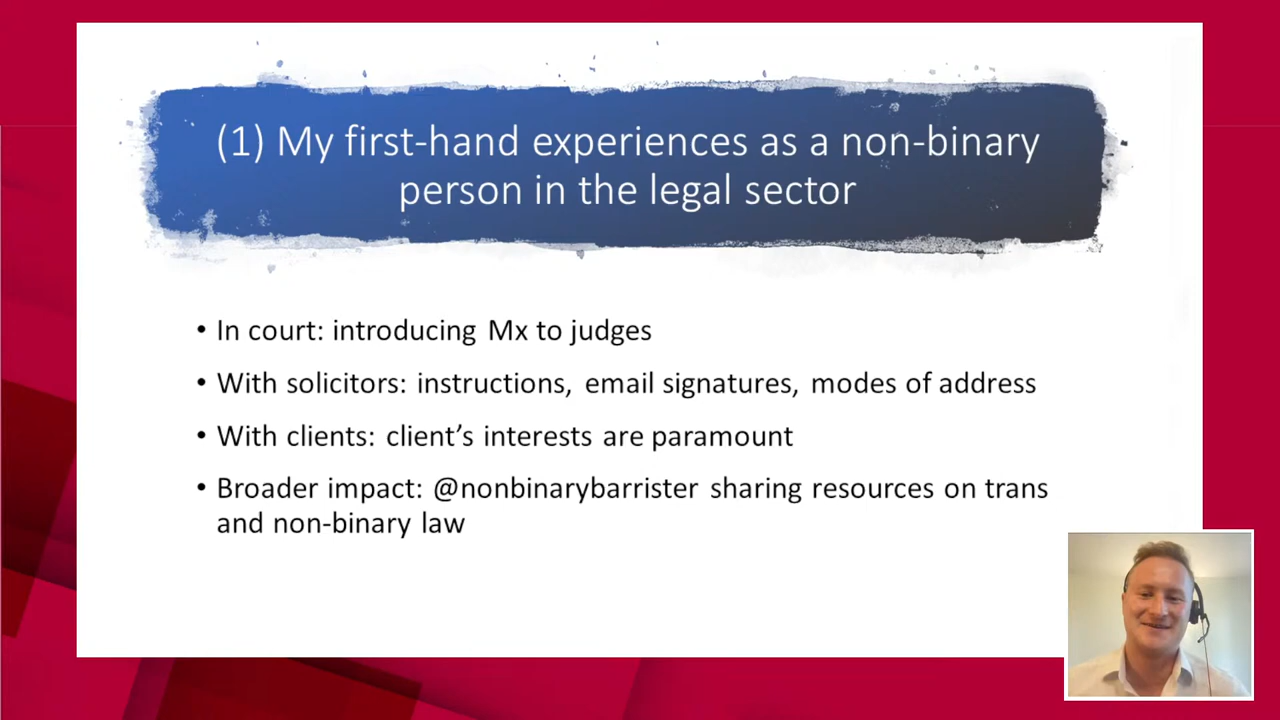 (1) My first-hand experiences as a non-binary
person in the legal sector
• In court: introducing Mx to judges
• With solicitors: instructions, email signatures, modes of address
• With clients: client’s interests are paramount
• Broader impact: @nonbinarybarrister sharing resources on trans
and non-binary law